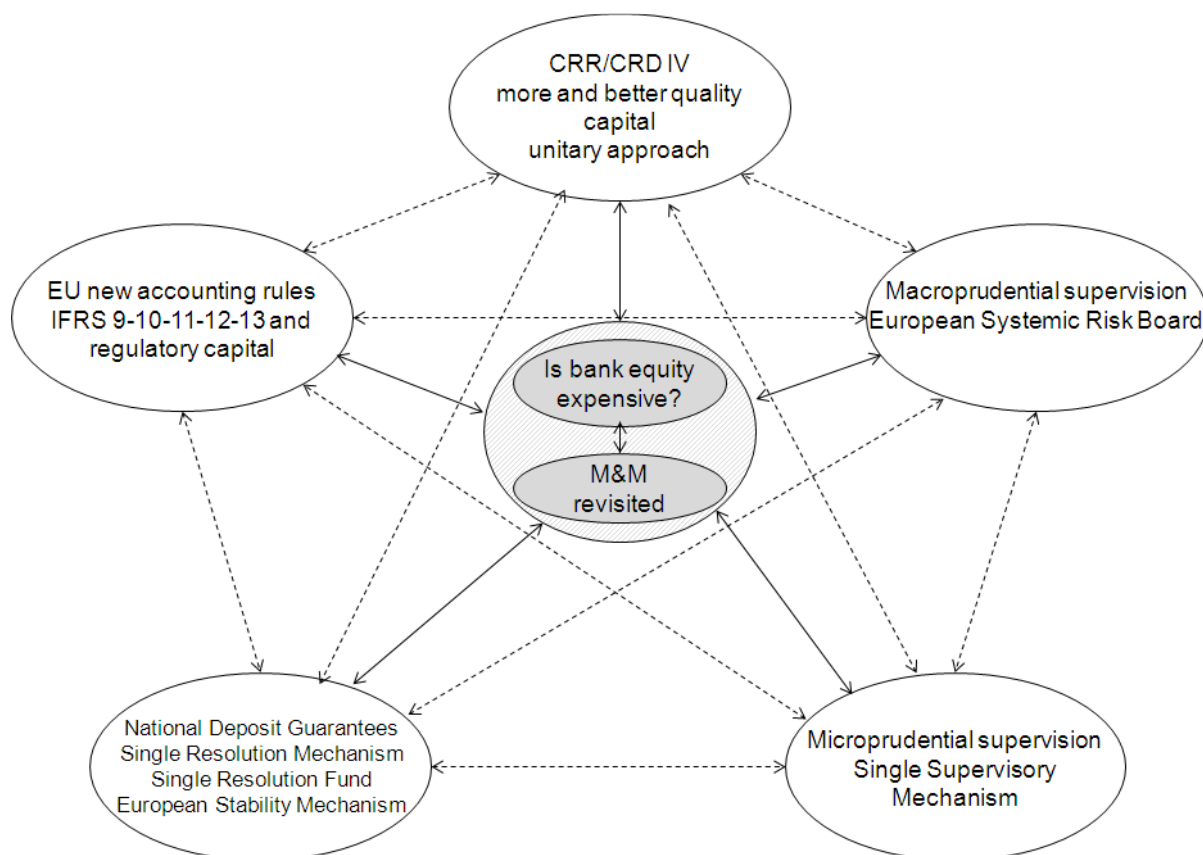 CRR/CRD IV
more and better quality
capital
unitary approach
EU new accounting rules
IFRS 9-10-11-12-13 and
regulatory capital
Macroprudential supervision
European Systemic Risk Board
Is bank equity
expensive?
M&M
revisited
National Deposit Guarantees
Single Resolution Mechanism
Single Resolution Fund
European Stability Mechanism
Microprudential supervision
Single Supervisory
Mechanism